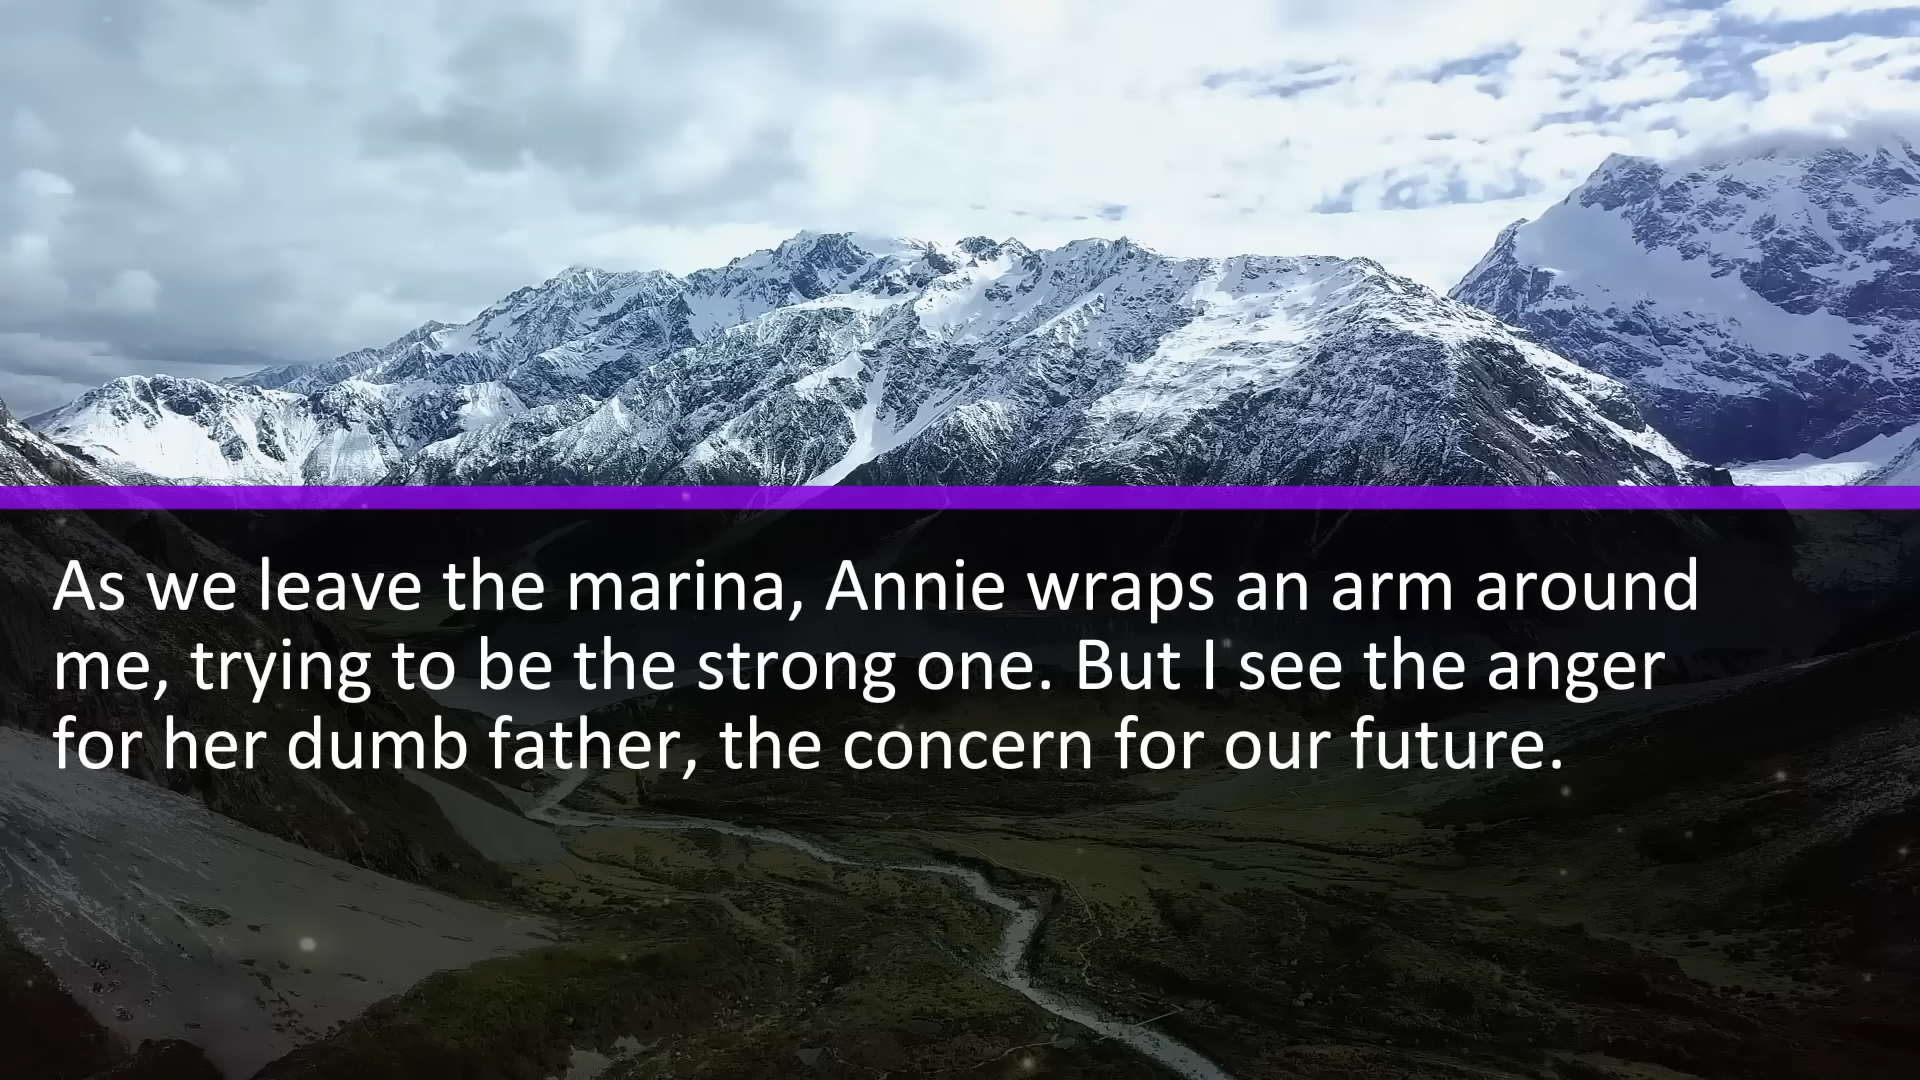 As we leave the marina, Annie wraps an arm around
me, trying to be the strong one. But I see the anger
for her dumb father, the concern for our future.